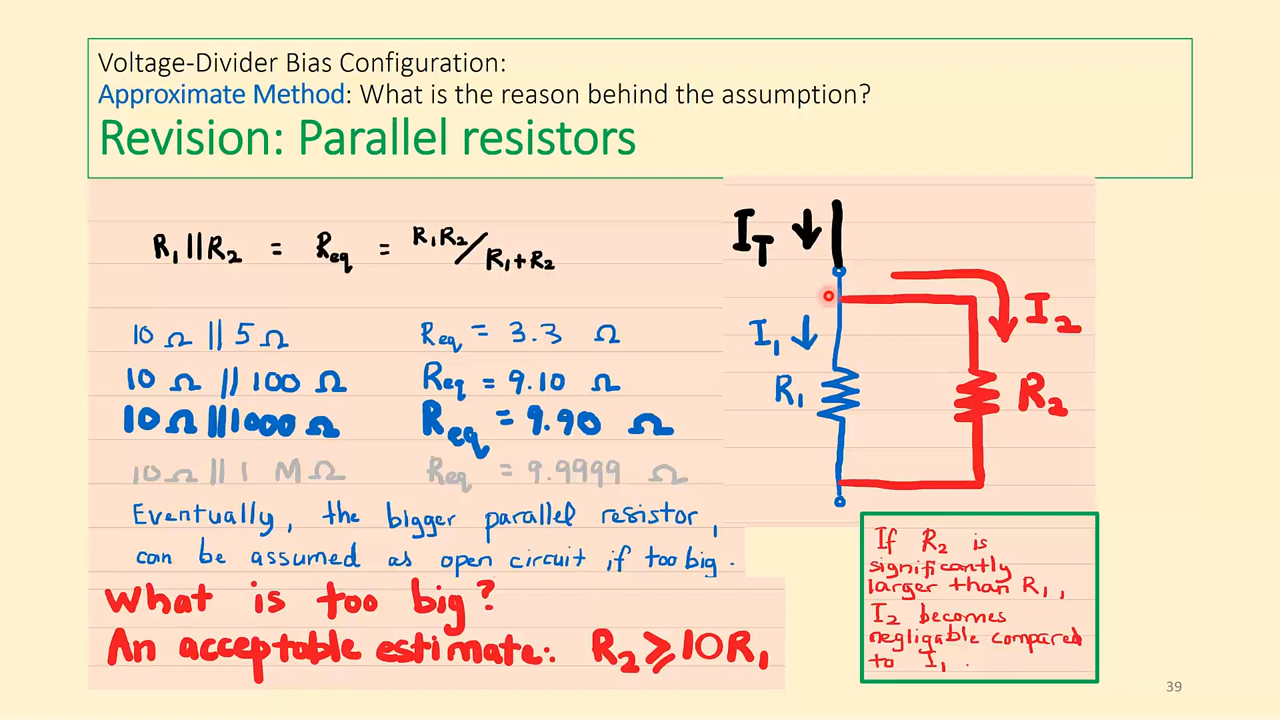 Voltage-Divider Bias Configuration:
Approximate Method: What is the reason behind the assumption?
Revision: Parallel resistors
R₁ || R₂ = Req = R₁R₂/R₁+R₂
10 Ω || 5 Ω Req = 3.3 Ω
10 Ω || 100 Ω Req = 9.10 Ω
10 Ω || 1000 Ω Req = 9.90 Ω
10 Ω || 1 MΩ Req = 9.9999 Ω
Eventually, the bigger parallel resistor,
can be assumed as open circuit if too big.
What is too big?
An acceptable estimate: R₂ ⩾ 10R₁
I_T
I₂
I₁
R₁
R₂
If R₂ is
significantly
larger than R₁,
I₂ becomes
negligable compared
to I₁.
39